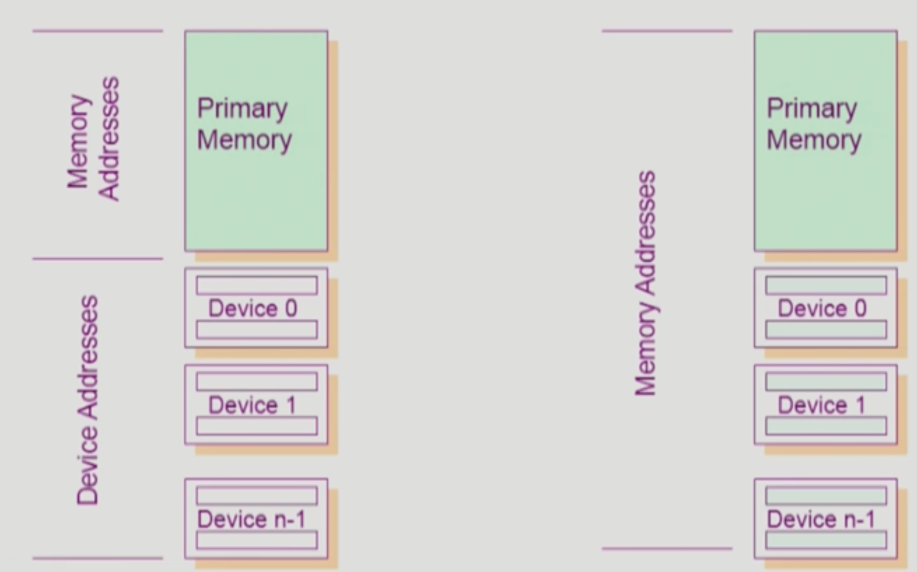 Memory
Addresses
Primary
Memory
Device Addresses
Device 0
Device 1
Device n-1
Memory Addresses
Primary
Memory
Device 0
Device 1
Device n-1